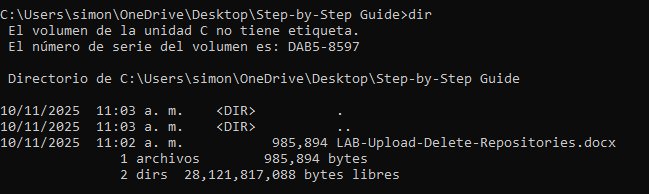 C:\Users\simon\OneDrive\Desktop\Step-by-Step Guide>dir
 El volumen de la unidad C no tiene etiqueta.
 El número de serie del volumen es: DAB5-8597

 Directorio de C:\Users\simon\OneDrive\Desktop\Step-by-Step Guide

10/11/2025  11:03 a. m.    <DIR>          .
10/11/2025  11:03 a. m.    <DIR>          ..
10/11/2025  11:02 a. m.           985,894 LAB-Upload-Delete-Repositories.docx
               1 archivos        985,894 bytes
               2 dirs  28,121,817,088 bytes libres